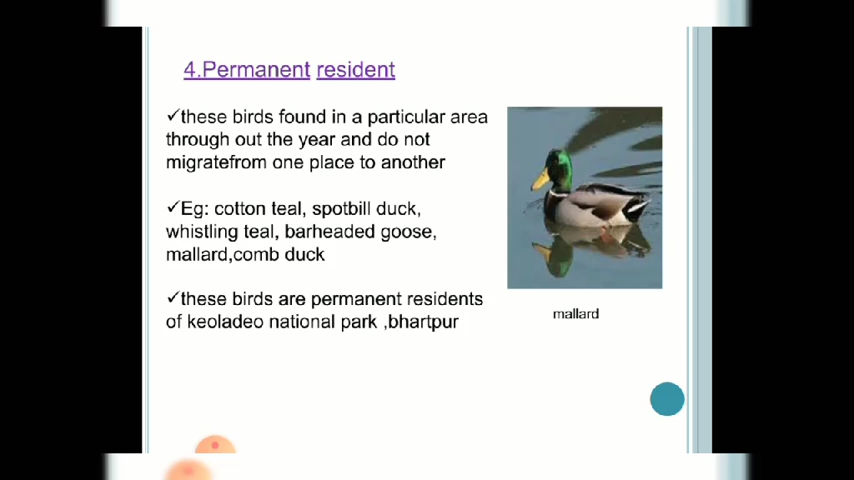 4.Permanent resident
✓these birds found in a particular area
through out the year and do not
migratefrom one place to another
✓Eg: cotton teal, spotbill duck,
whistling teal, barheaded goose,
mallard,comb duck
✓these birds are permanent residents
of keoladeo national park ,bhartpur
mallard